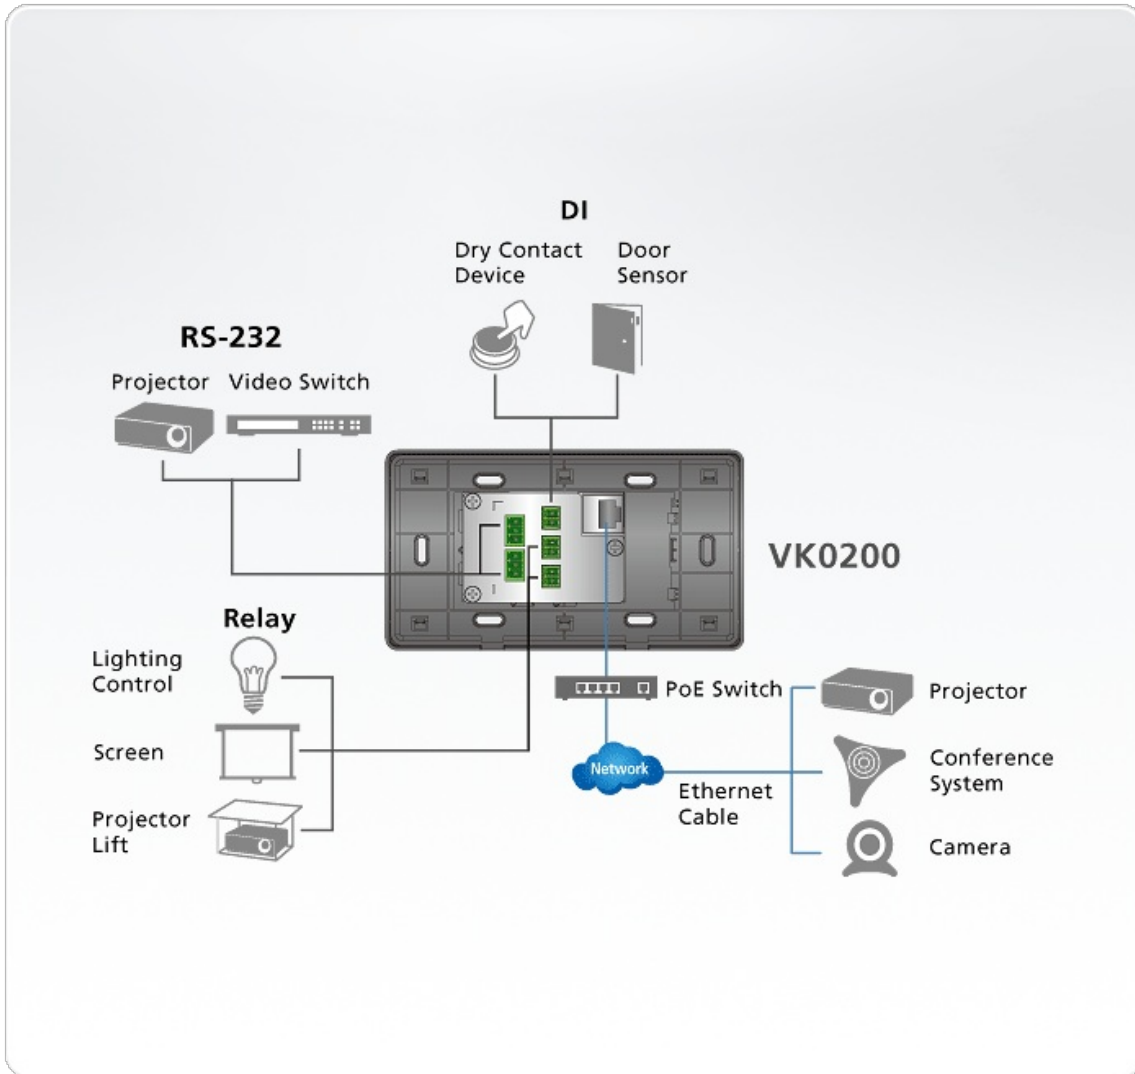 DI
Dry Contact
Device
Door
Sensor
RS-232
Projector
Video Switch
VK0200
Relay
Lighting
Control
Screen
Projector
Lift
PoE Switch
Network
Ethernet
Cable
Projector
Conference
System
Camera